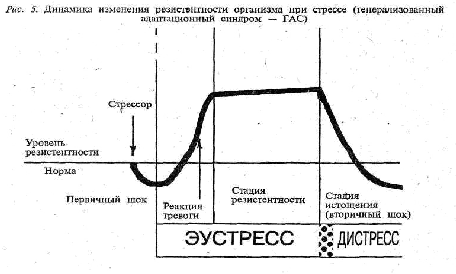 Рис. 5. Динамика изменения резистентности организма при стрессе (генерализованный
адаптационный синдром — ГАС)
Стрессор
Уровень
резистентности
Норма
Первичный шок
Реакция
тревоги
Стадия
резистентности
Стадия
истощения
(вторичный шок)
ЭУСТРЕСС
ДИСТРЕСС